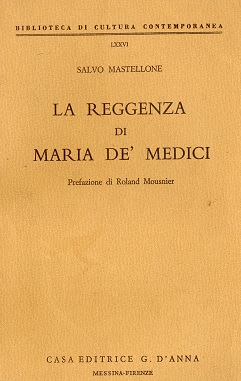 BIBLIOTECA DI CULTURA CONTEMPORANEA
LXXVI
SALVO MASTELLONE
LA REGGENZA
DI
MARIA DE' MEDICI
Prefazione di Roland Mousnier
CASA EDITRICE G. D'ANNA
MESSINA-FIRENZE